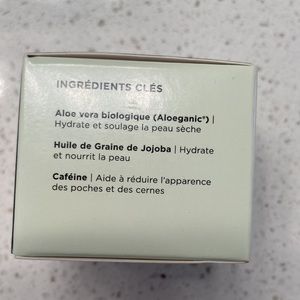 INGRÉDIENTS CLÉS
Aloe vera biologique (Aloeganic®) |
Hydrate et soulage la peau sèche
Huile de Graine de Jojoba | Hydrate
et nourrit la peau
Caféine | Aide à réduire l'apparence
des poches et des cernes